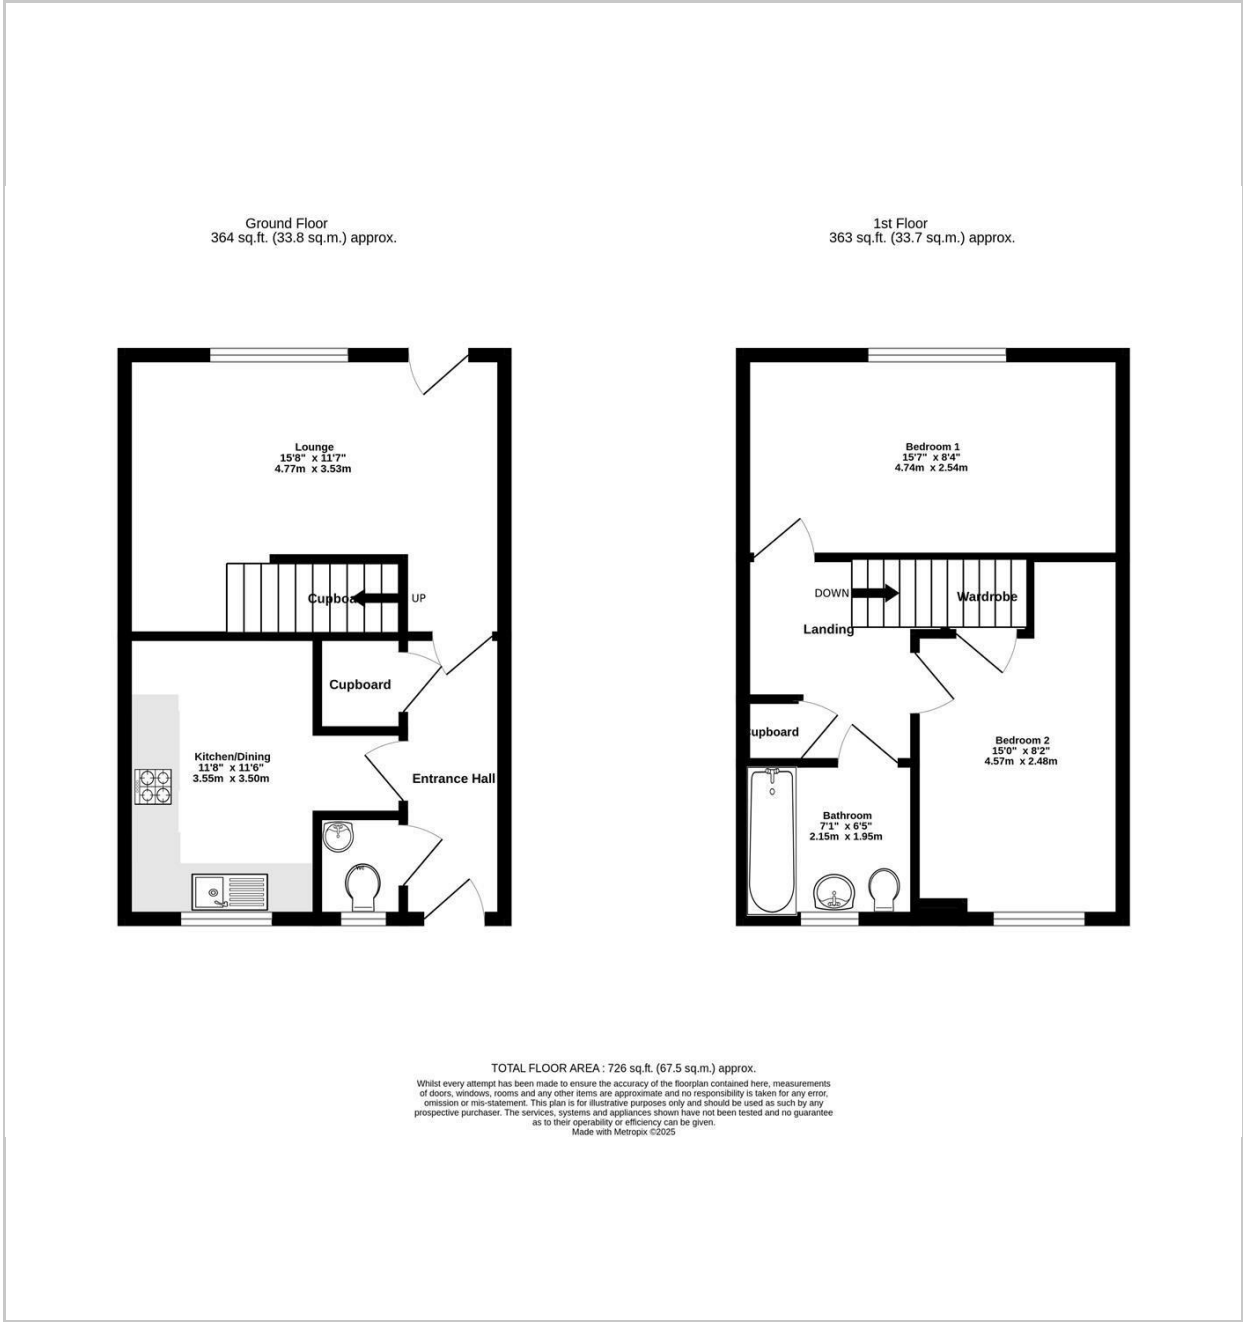 Ground Floor
364 sq.ft. (33.8 sq.m.) approx.
1st Floor
363 sq.ft. (33.7 sq.m.) approx.
Lounge
15'8" x 11'7"
4.77m x 3.53m
Cupboa
UP
Cupboard
Kitchen/Dining
11'8" x 11'6"
3.55m x 3.50m
Entrance Hall
Bedroom 1
15'7" x 8'4"
4.74m x 2.54m
DOWN
Wardrobe
Landing
upboard
Bedroom 2
15'0" x 8'2"
4.57m x 2.48m
Bathroom
7'1" x 6'5"
2.15m x 1.95m
TOTAL FLOOR AREA : 726 sq.ft. (67.5 sq.m.) approx.
Whilst every attempt has been made to ensure the accuracy of the floorplan contained here, measurements
of doors, windows, rooms and any other items are approximate and no responsibility is taken for any error,
omission or mis-statement. This plan is for illustrative purposes only and should be used as such by any
prospective purchaser. The services, systems and appliances shown have not been tested and no guarantee
as to their operability or efficiency can be given.
Made with Metropix ©2025